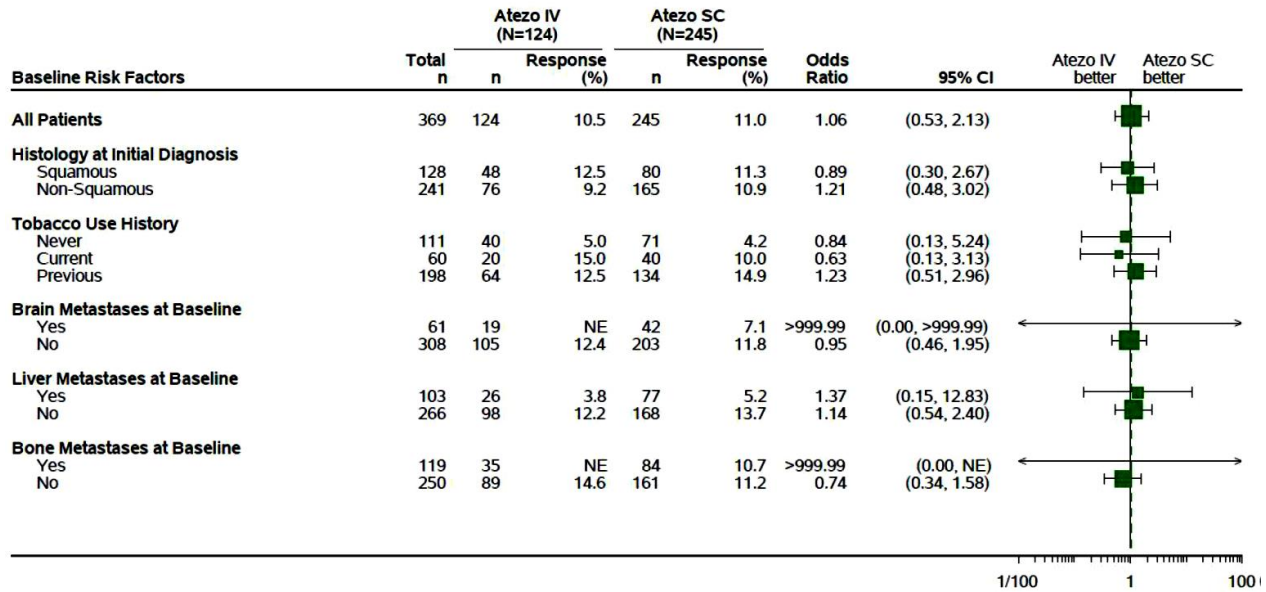 Atezo IV Atezo SC
(N=124) (N=245)
Total Response Response Odds Atezo IV Atezo SC
Baseline Risk Factors n n (%) n (%) Ratio 95% CI better better
All Patients 369 124 10.5 245 11.0 1.06 (0.53, 2.13)
Histology at Initial Diagnosis
Squamous 128 48 12.5 80 11.3 0.89 (0.30, 2.67)
Non-Squamous 241 76 9.2 165 10.9 1.21 (0.48, 3.02)
Tobacco Use History
Never 111 40 5.0 71 4.2 0.84 (0.13, 5.24)
Current 60 20 15.0 40 10.0 0.63 (0.13, 3.13)
Previous 198 64 12.5 134 14.9 1.23 (0.51, 2.96)
Brain Metastases at Baseline
Yes 61 19 NE 42 7.1 >999.99 (0.00, >999.99)
No 308 105 12.4 203 11.8 0.95 (0.46, 1.95)
Liver Metastases at Baseline
Yes 103 26 3.8 77 5.2 1.37 (0.15, 12.83)
No 266 98 12.2 168 13.7 1.14 (0.54, 2.40)
Bone Metastases at Baseline
Yes 119 35 NE 84 10.7 >999.99 (0.00, NE)
No 250 89 14.6 161 11.2 0.74 (0.34, 1.58)
1/100 1 100